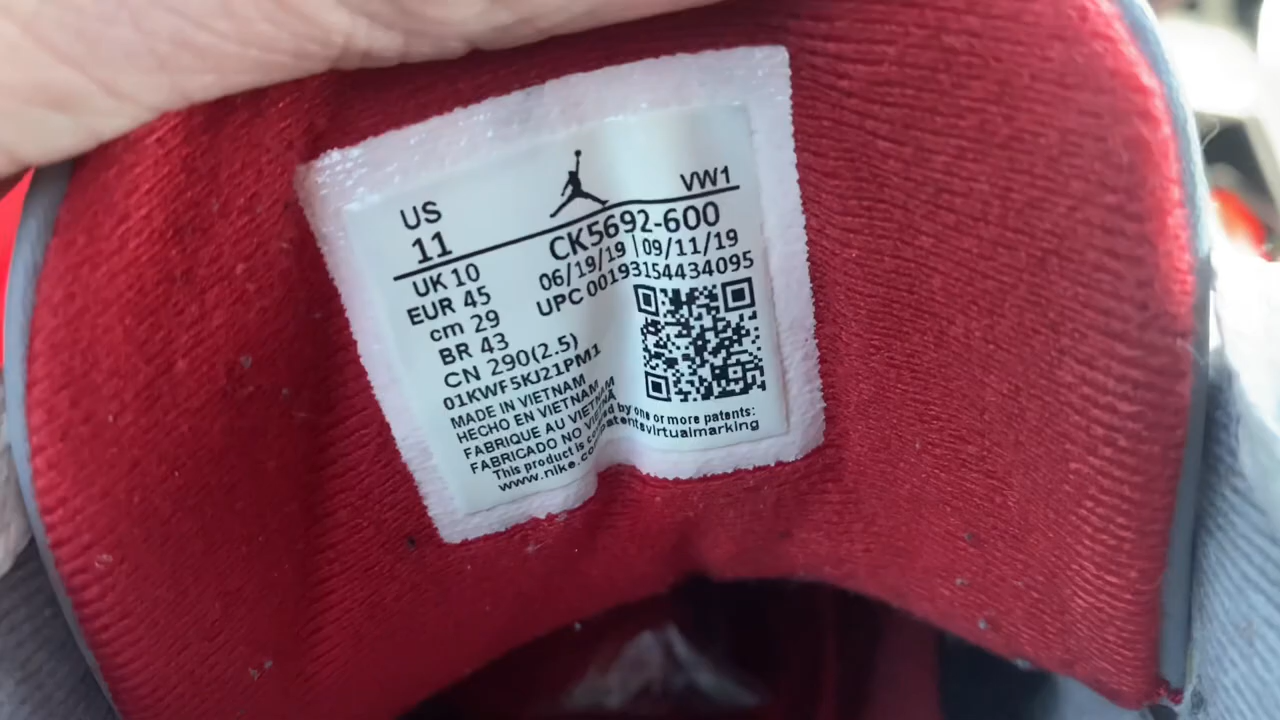 US
11
VW1
UK 10
EUR 45
cm 29
BR 43
CN 290(2.5)
CK5692-600
06/19/19 | 09/11/19
UPC 00193154434095
01KWF5KJ21PM1
MADE IN VIETNAM
HECHO EN VIETNAM
FABRIQUE AU VIETNAM
FABRICADO NO VIETNÃ
This product is by one or more patents:
www.nike.com/patentsvirtualmarking